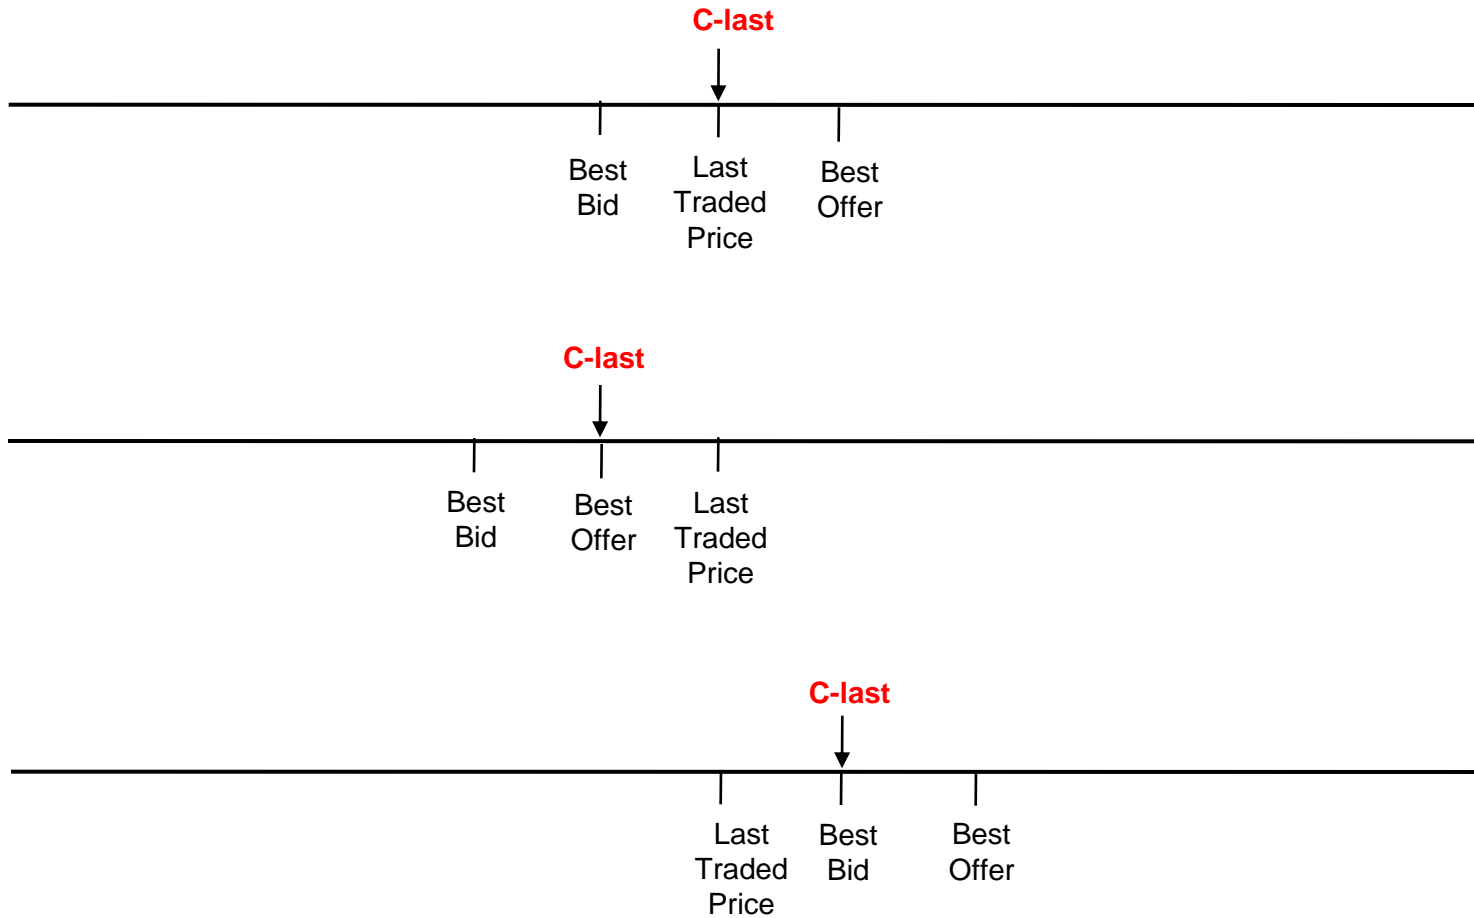 C-last
Best
Bid
Last
Traded
Price
Best
Offer
C-last
Best
Bid
Best
Offer
Last
Traded
Price
C-last
Last
Traded
Price
Best
Bid
Best
Offer